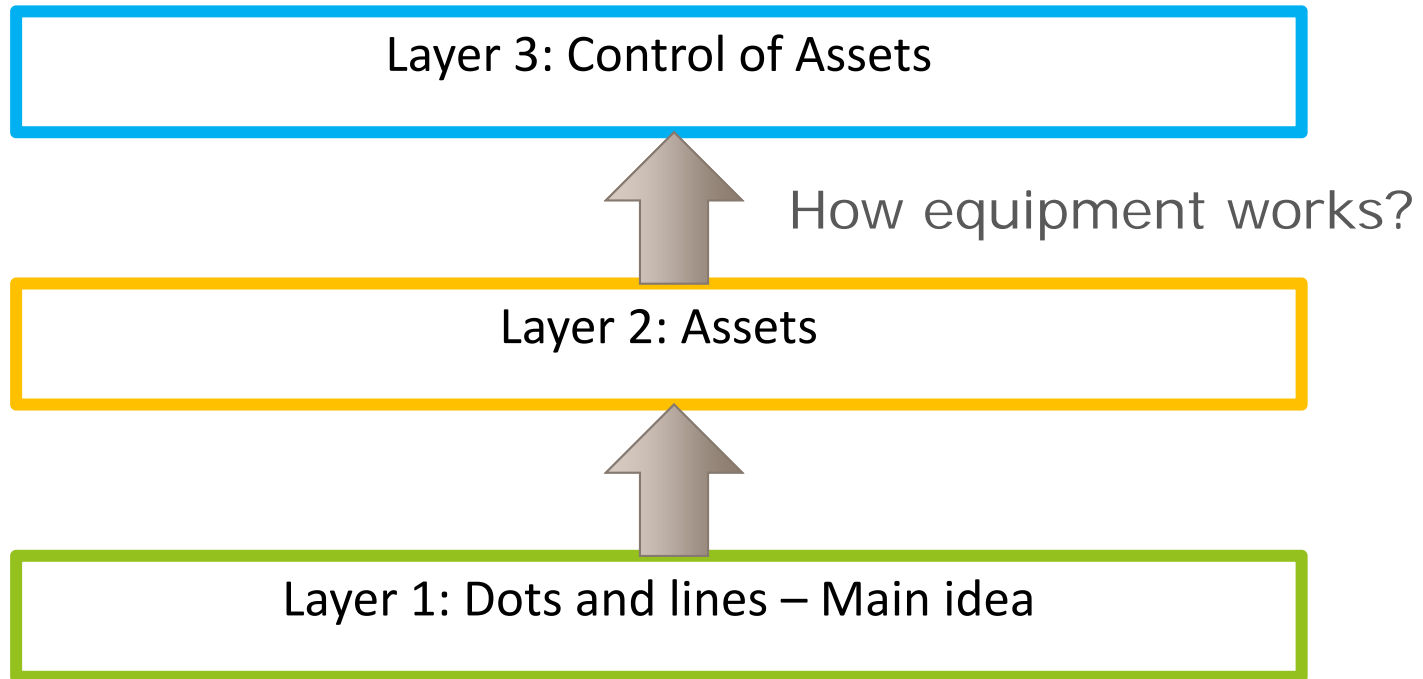 Layer 3: Control of Assets
How equipment works?
Layer 2: Assets
Layer 1: Dots and lines – Main idea